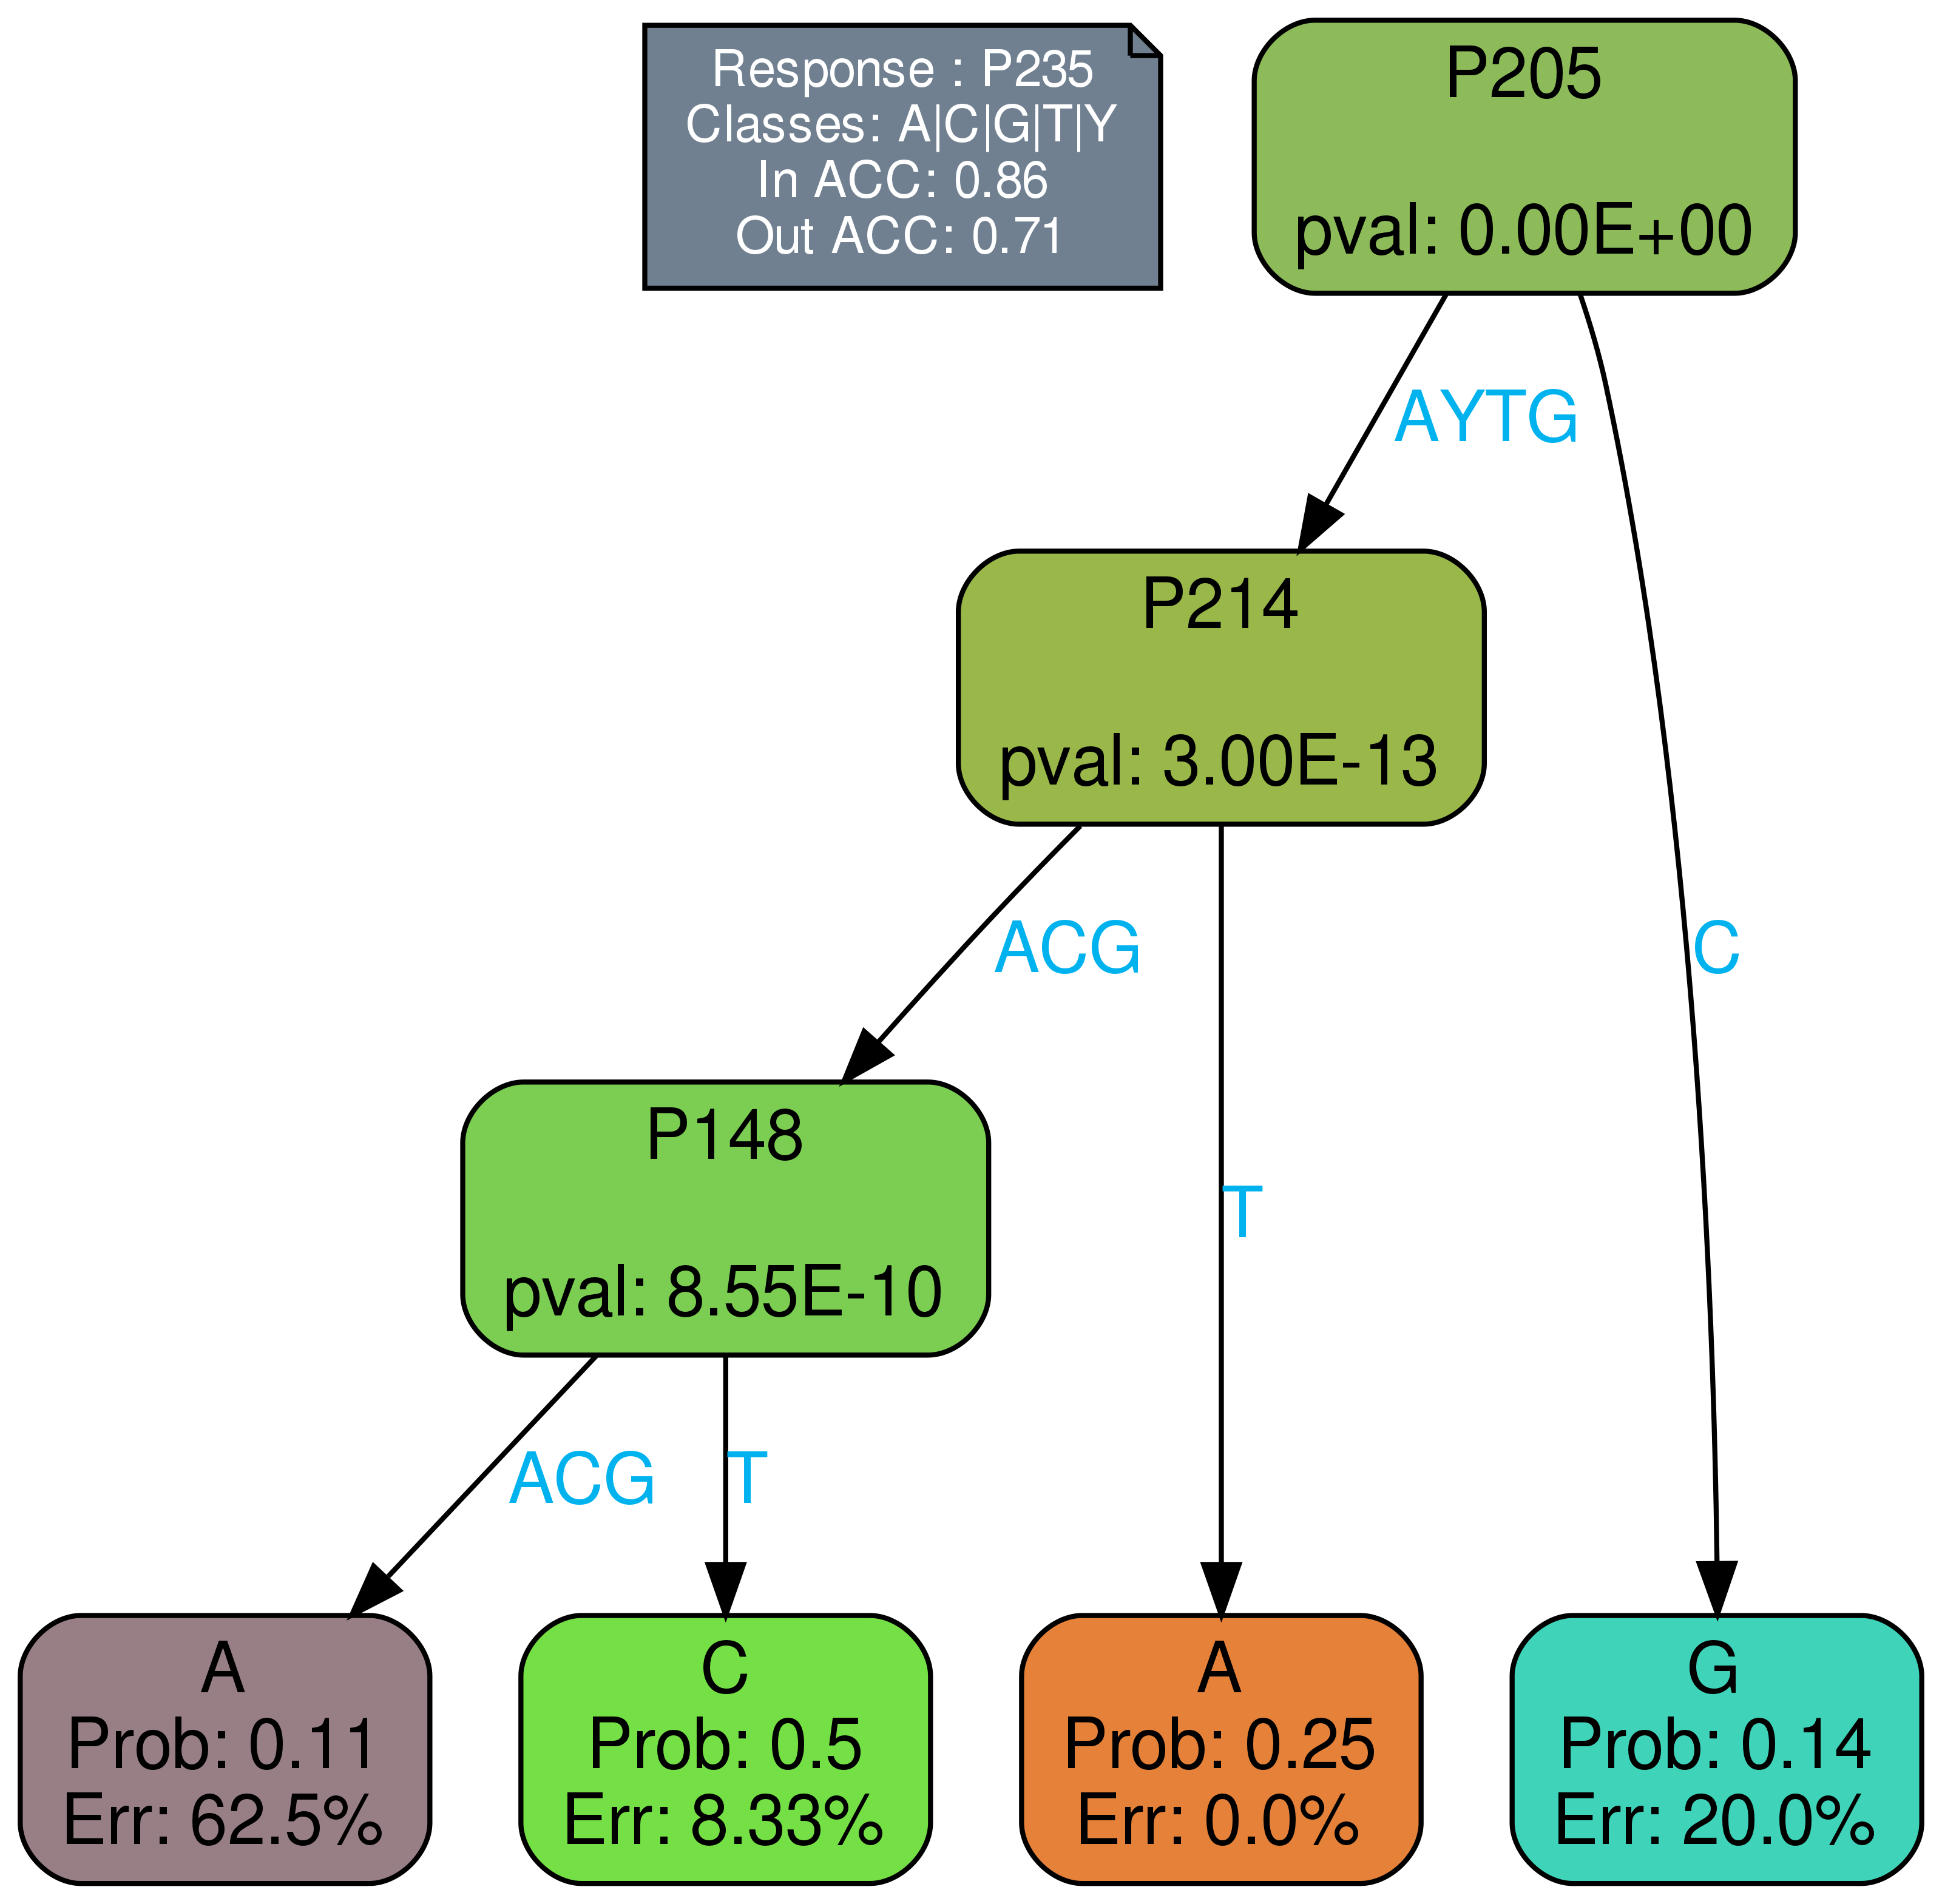 Response : P235
Classes: A|C|G|T|Y
In ACC: 0.86
Out ACC: 0.71
P205
pval: 0.00E+00
AYTG
P214
pval: 3.00E-13
ACG
C
P148
pval: 8.55E-10
T
ACG
T
A
Prob: 0.11
Err: 62.5%
C
Prob: 0.5
Err: 8.33%
A
Prob: 0.25
Err: 0.0%
G
Prob: 0.14
Err: 20.0%